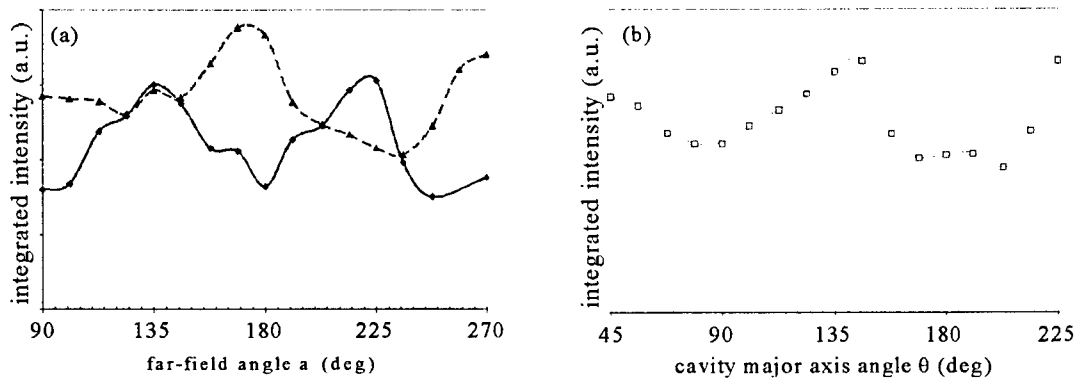 (a)
integrated intensity (a.u.)
90 135 180 225 270
far-field angle a (deg)
(b)
integrated intensity (a.u.)
45 90 135 180 225
cavity major axis angle θ (deg)